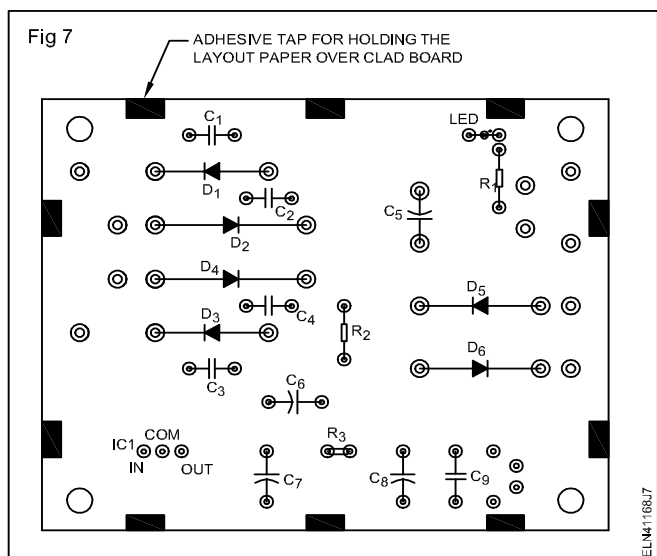 Fig 7
ADHESIVE TAP FOR HOLDING THE
LAYOUT PAPER OVER CLAD BOARD
C1
LED
D1
R1
C2
C5
D2
D4
D5
C4
D3
R2
D6
C3
C6
COM
IC1
R3
IN
OUT
C7
C8
C9
ELN41168J7